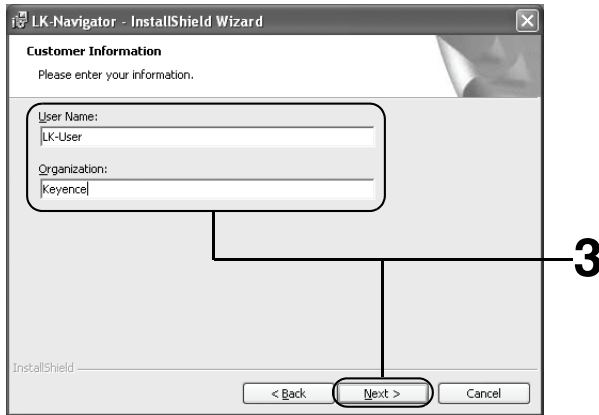 LK-Navigator - InstallShield Wizard
Customer Information
Please enter your information.
User Name:
LK-User
Organization:
Keyence
3
InstallShield
< Back
Next >
Cancel